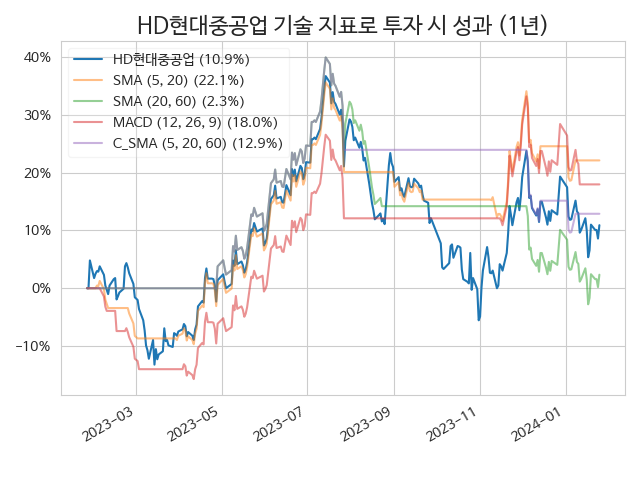 HD현대중공업 기술 지표로 투자 시 성과 (1년)
40%
30%
20%
10%
0%
−10%
HD현대중공업 (10.9%)
SMA (5, 20) (22.1%)
SMA (20, 60) (2.3%)
MACD (12, 26, 9) (18.0%)
C_SMA (5, 20, 60) (12.9%)
2023−03
2023−05
2023−07
2023−09
2023−11
2024−01